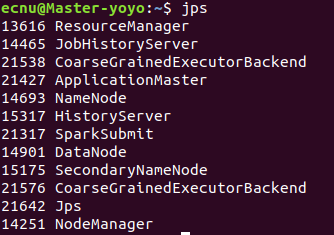 ecnu@Master-yoyo:~$ jps
13616 ResourceManager
14465 JobHistoryServer
21538 CoarseGrainedExecutorBackend
21427 ApplicationMaster
14693 NameNode
15317 HistoryServer
21317 SparkSubmit
14901 DataNode
15175 SecondaryNameNode
21576 CoarseGrainedExecutorBackend
21642 Jps
14251 NodeManager